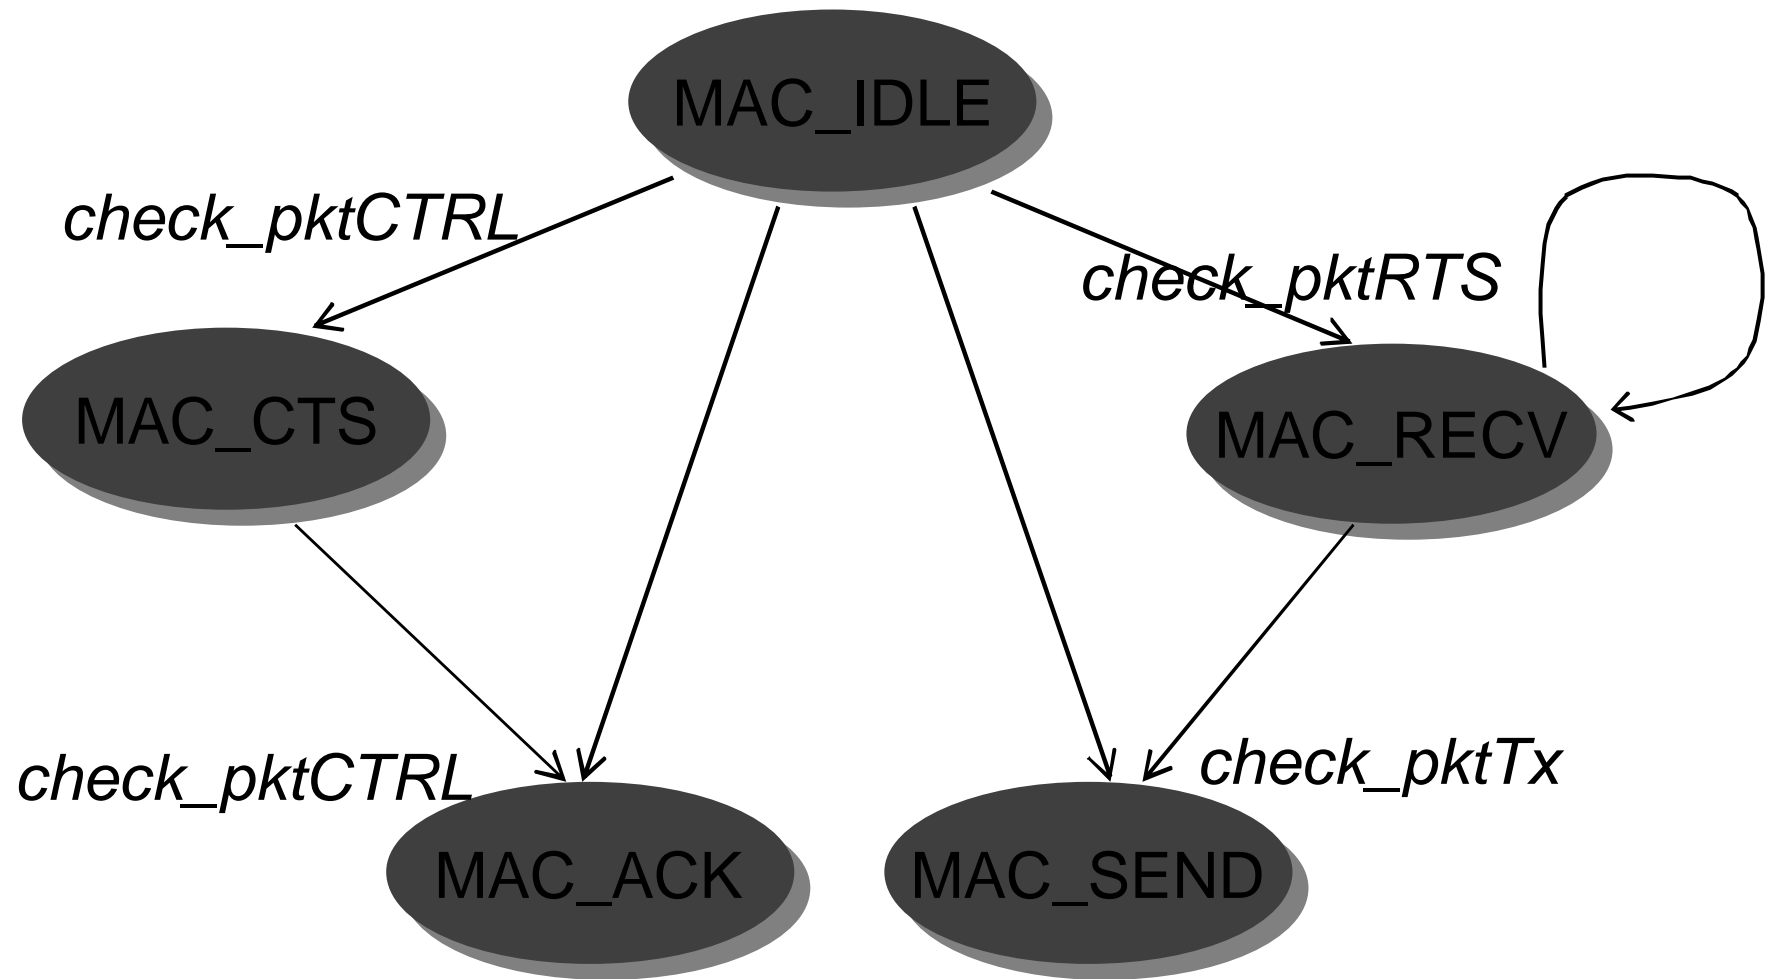 MAC_IDLE
check_pktCTRL
check_pktRTS
MAC_CTS
MAC_RECV
check_pktCTRL
check_pktTx
MAC_ACK
MAC_SEND